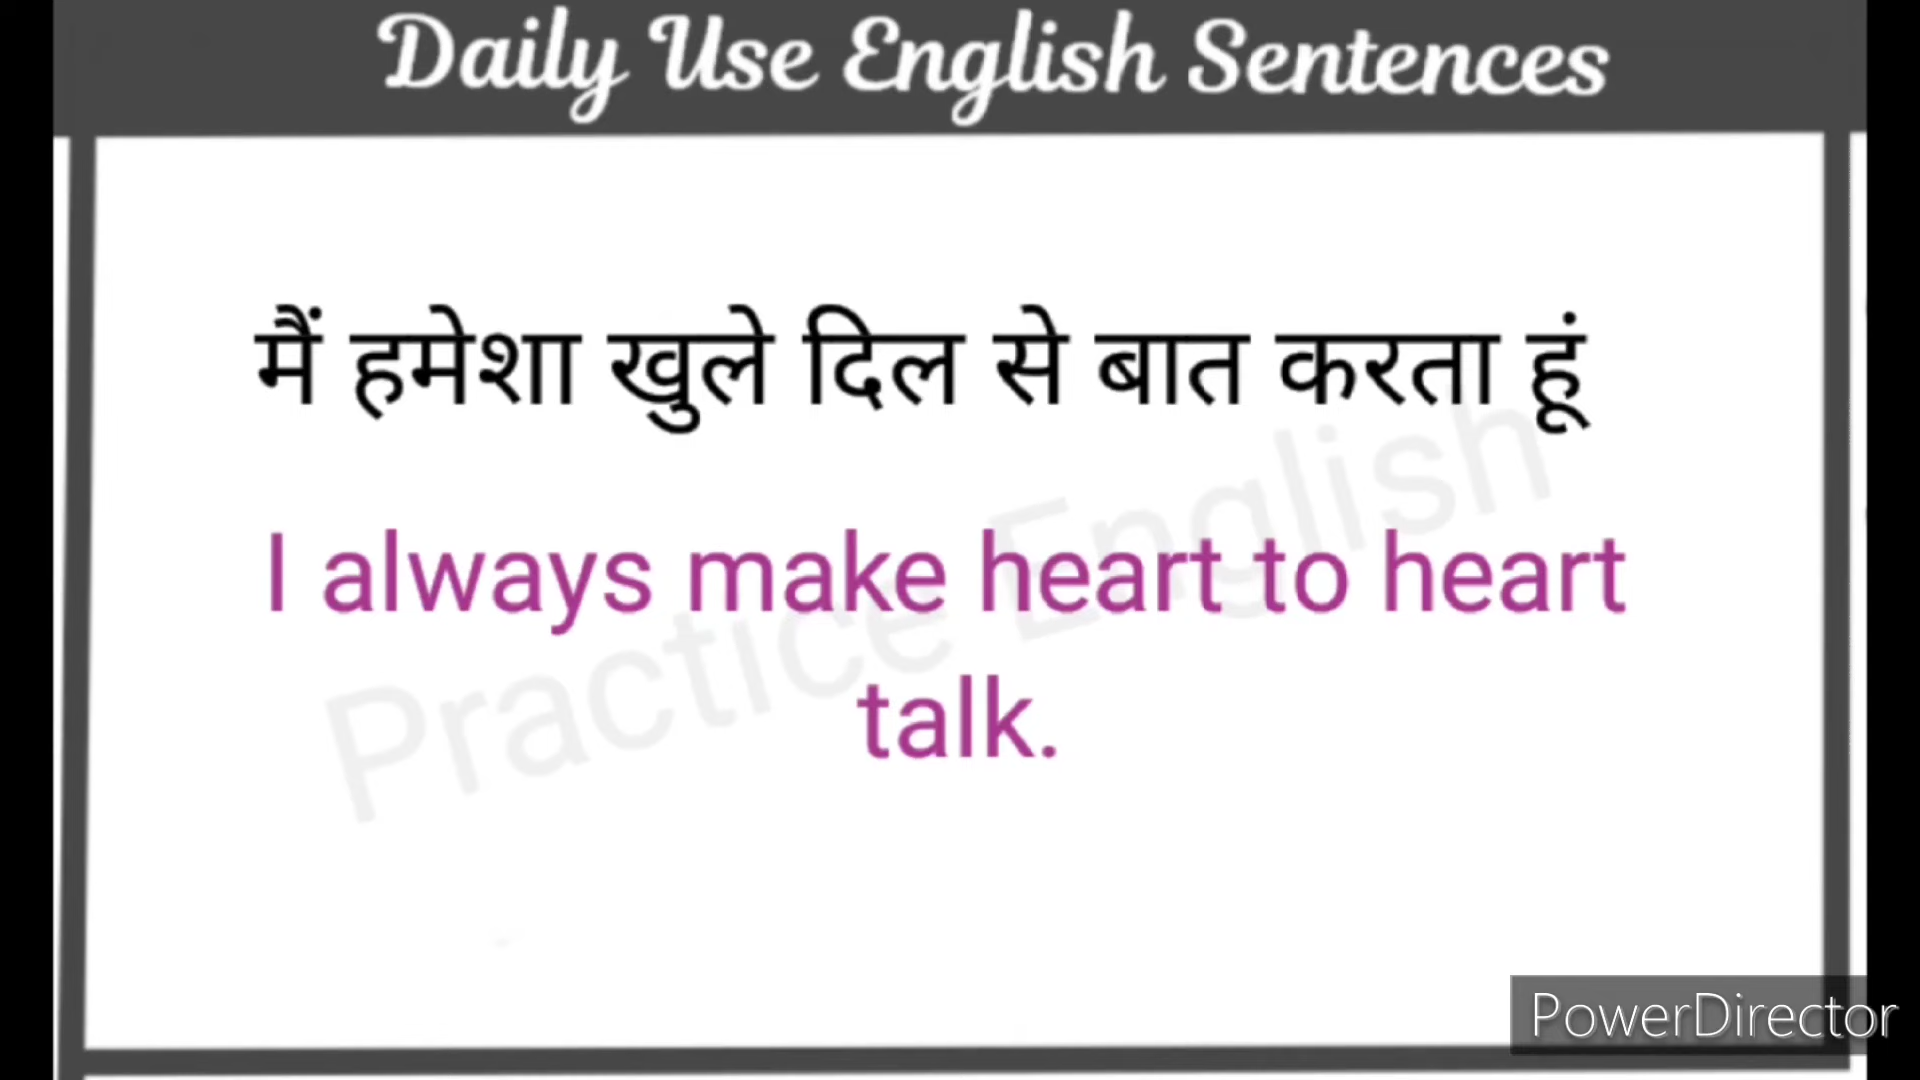 Daily Use English Sentences
मैं हमेशा खुले दिल से बात करता हूं
I always make heart to heart
talk.
Practice English
PowerDirector